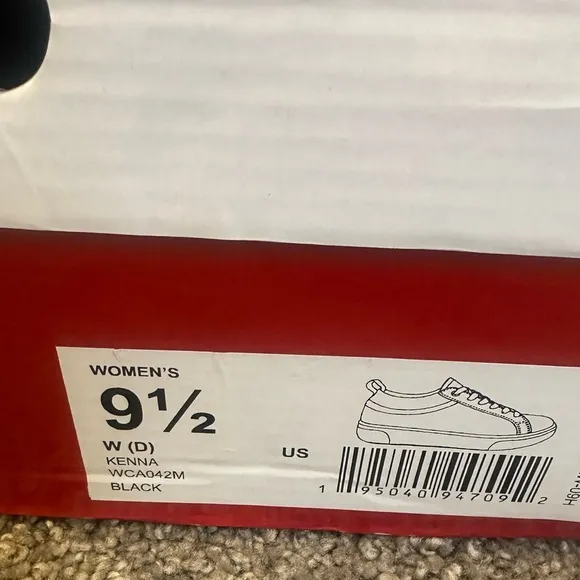 WOMEN'S
9½
W (D)
KENNA
WCA042M
BLACK
US
1 95040 94709 2